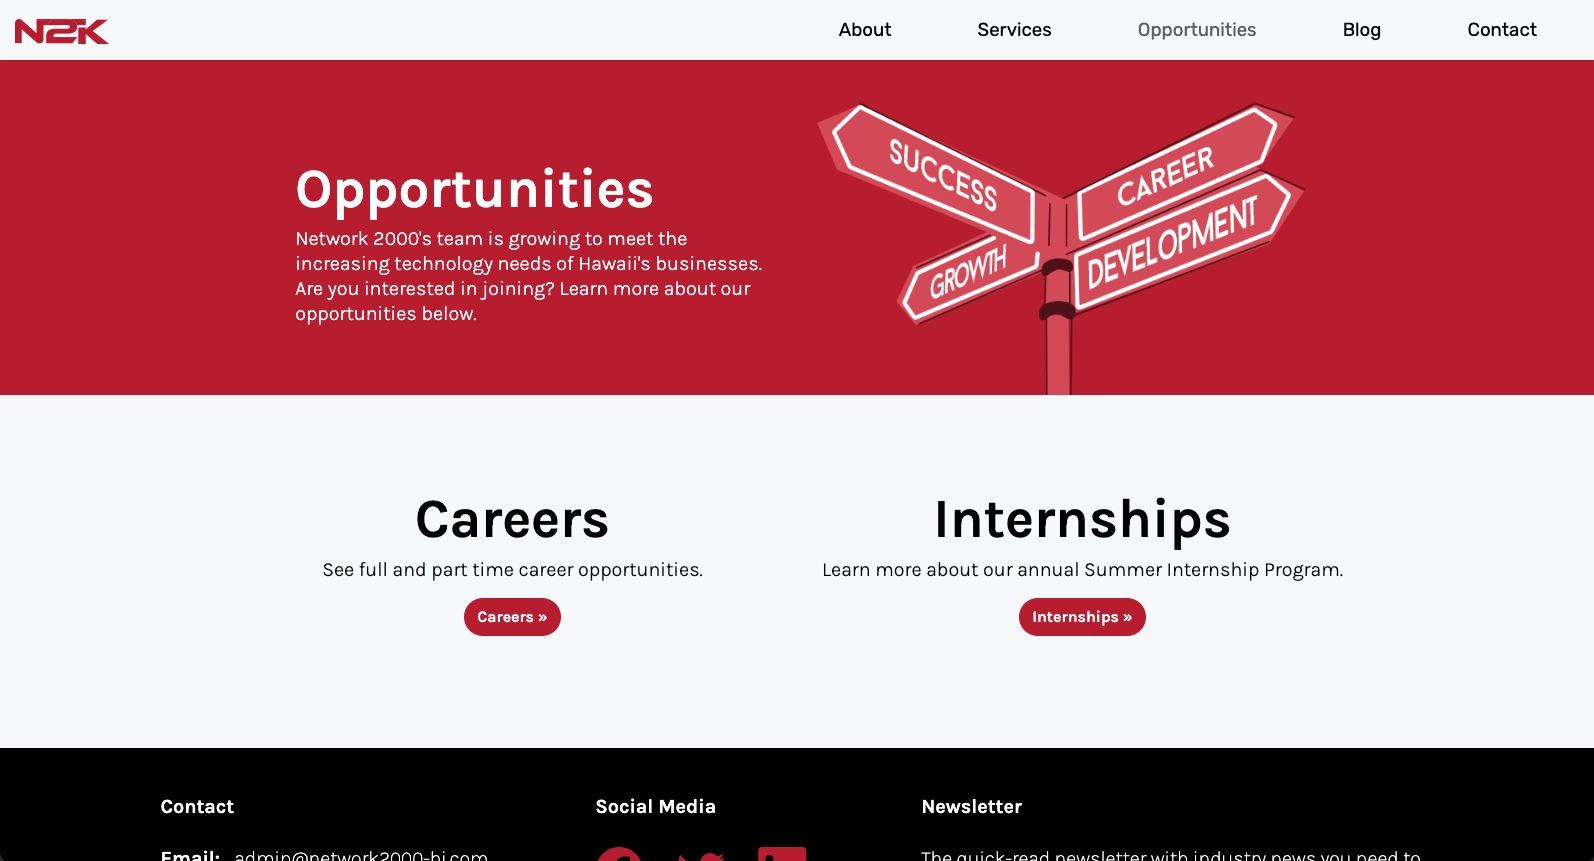 N2K
About
Services
Opportunities
Blog
Contact
Opportunities
Network 2000's team is growing to meet the
increasing technology needs of Hawaii's businesses.
Are you interested in joining? Learn more about our
opportunities below.
SUCCESS
CAREER
GROWTH
DEVELOPMENT
Careers
See full and part time career opportunities.
Careers »
Internships
Learn more about our annual Summer Internship Program.
Internships »
Contact
Email: admin@network2000-hi.com
Social Media
Newsletter
The quick-read newsletter with industry news you need to